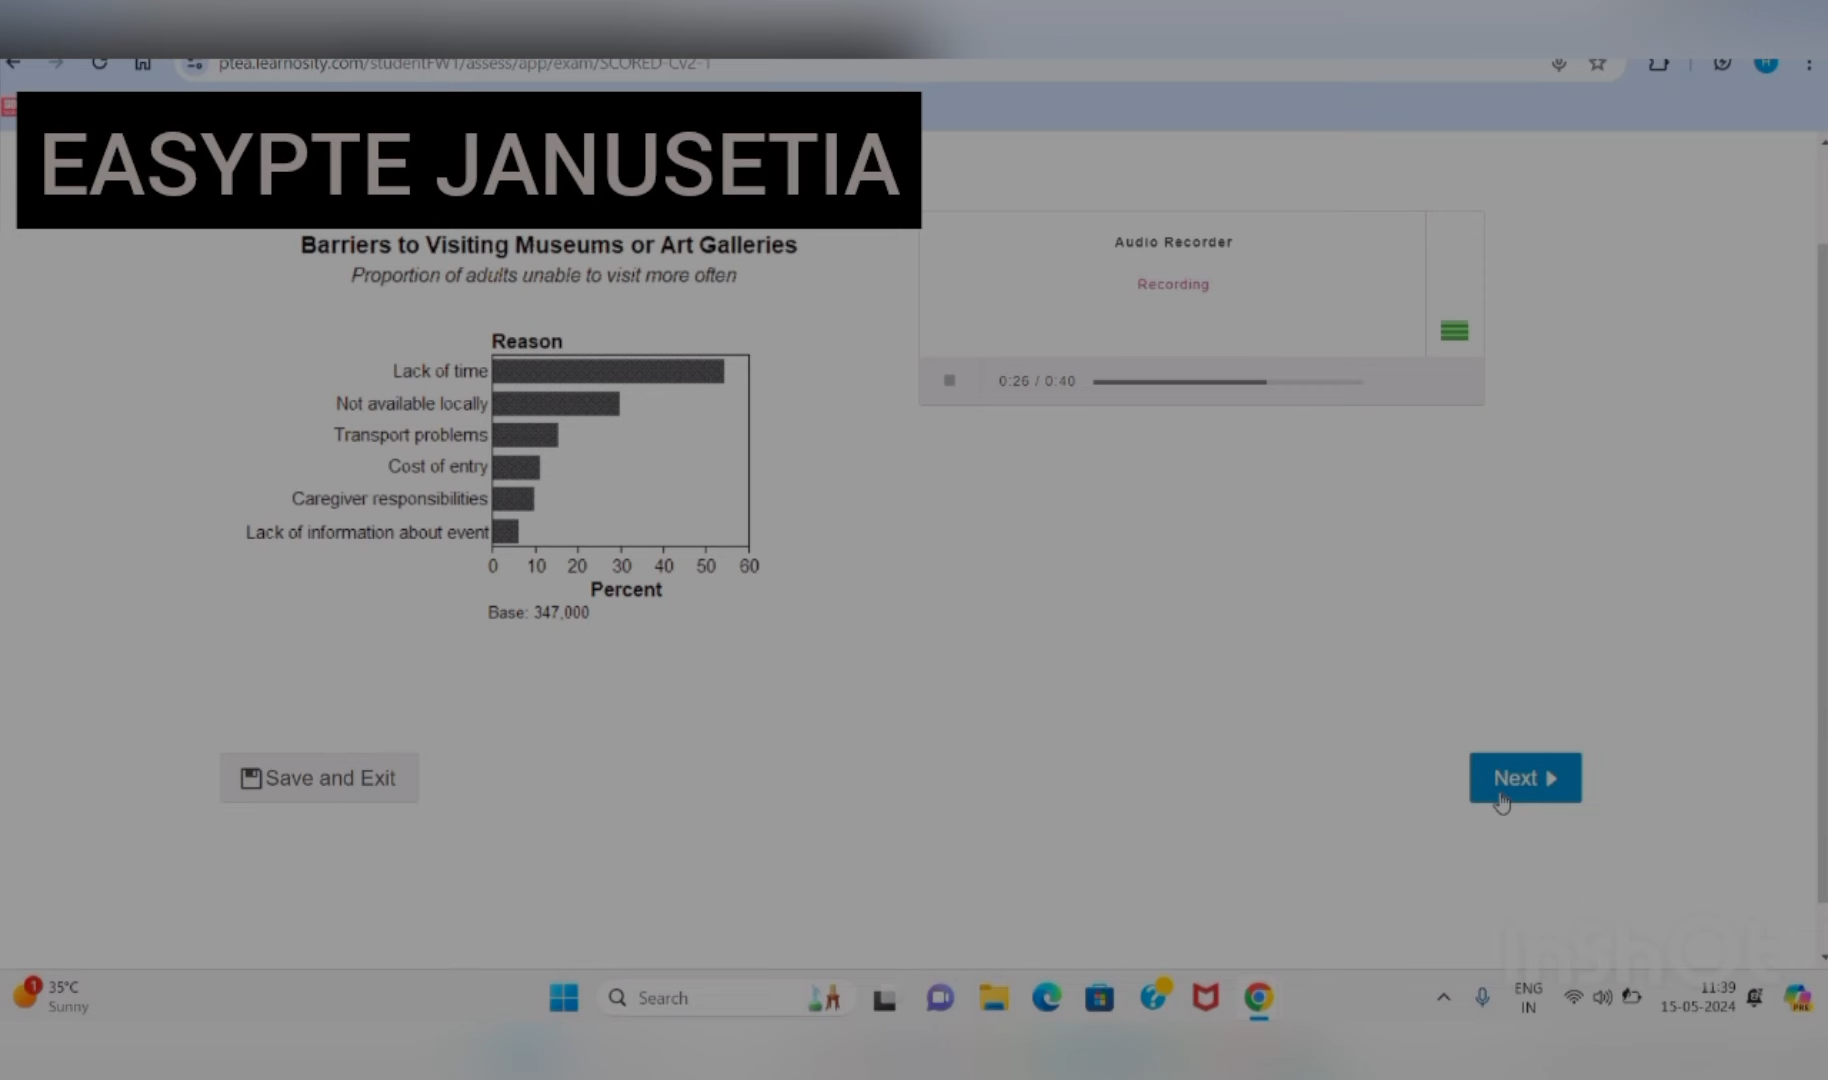 ptea.learnosity.com/studentFW1/assess/app/exam/SCORED-Cv2-1
H
EASYPTE JANUSETIA
Barriers to Visiting Museums or Art Galleries
Proportion of adults unable to visit more often
Audio Recorder
Recording
0:26 / 0:40
Reason
Lack of time
Not available locally
Transport problems
Cost of entry
Caregiver responsibilities
Lack of information about event
0 10 20 30 40 50 60
Percent
Base: 347,000
Save and Exit
Next
InShOt
1
35°C
Sunny
Search
ENG
IN
11:39
15-05-2024
PRE